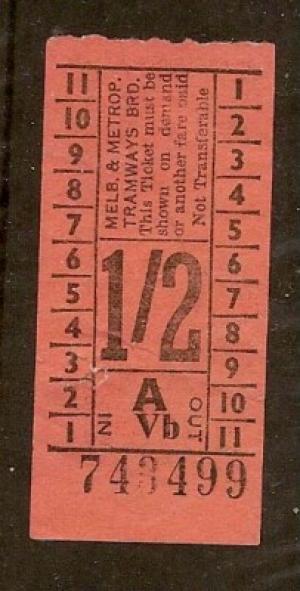 11
10
9
8
7
6
5
4
3
2
1
MELB. & METROP.
TRAMWAYS BRD.
This Ticket must be
shown on demand
or another fare paid
Not Transferable
1/2
A
Vb
IN
OUT
1
2
3
4
5
6
7
8
9
10
11